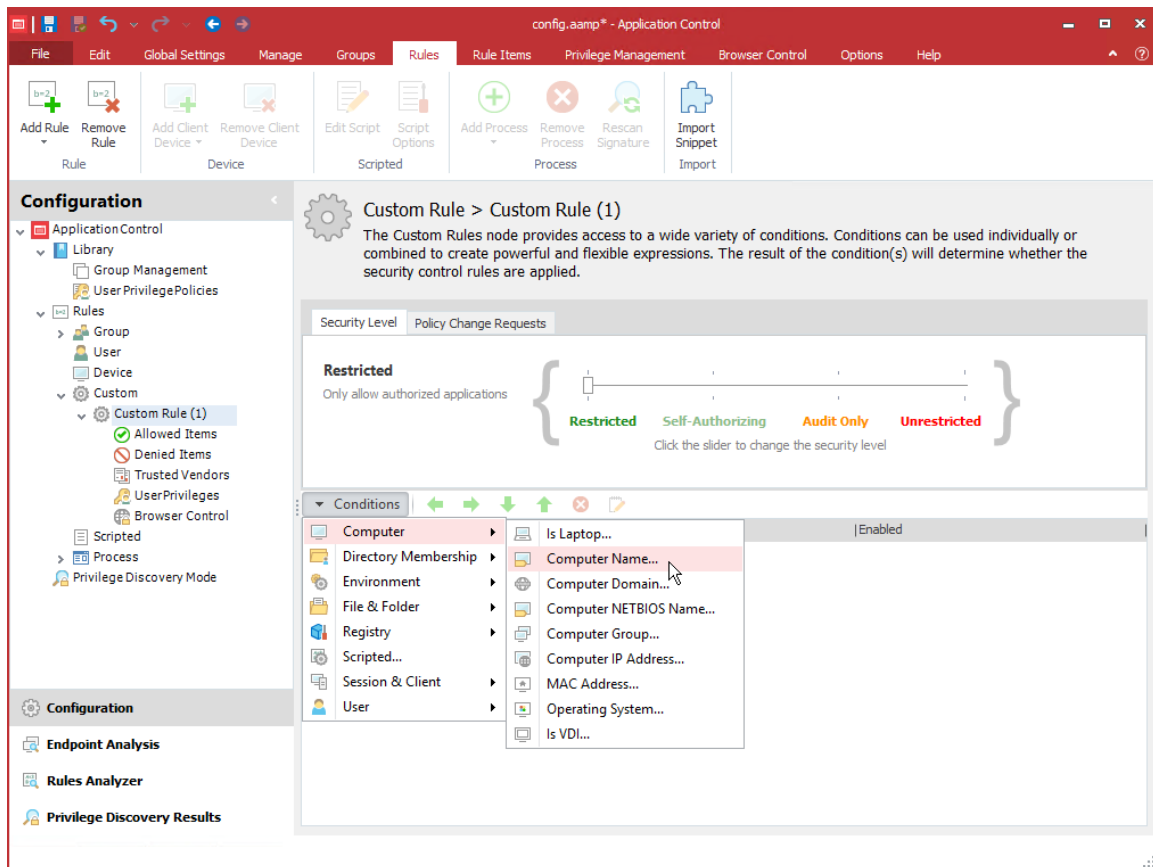 config.aamp* - Application Control
File Edit Global Settings Manage Groups Rules Rule Items Privilege Management Browser Control Options Help
b=2 b=2
Add Rule Remove Rule Add Client Device Remove Client Device Edit Script Script Options Add Process Remove Process Rescan Signature Import Snippet
Rule Device Scripted Process Import
Configuration
Application Control
Library
Group Management
User Privilege Policies
Rules
Group
User
Device
Custom
Custom Rule (1)
Allowed Items
Denied Items
Trusted Vendors
User Privileges
Browser Control
Scripted
Process
Privilege Discovery Mode
Configuration
Endpoint Analysis
Rules Analyzer
Privilege Discovery Results
Custom Rule > Custom Rule (1)
The Custom Rules node provides access to a wide variety of conditions. Conditions can be used individually or
combined to create powerful and flexible expressions. The result of the condition(s) will determine whether the
security control rules are applied.
Security Level Policy Change Requests
Restricted
Only allow authorized applications
Restricted Self-Authorizing Audit Only Unrestricted
Click the slider to change the security level
Conditions
Enabled
Computer
Directory Membership
Environment
File & Folder
Registry
Scripted...
Session & Client
User
Is Laptop...
Computer Name...
Computer Domain...
Computer NETBIOS Name...
Computer Group...
Computer IP Address...
MAC Address...
Operating System...
Is VDI...